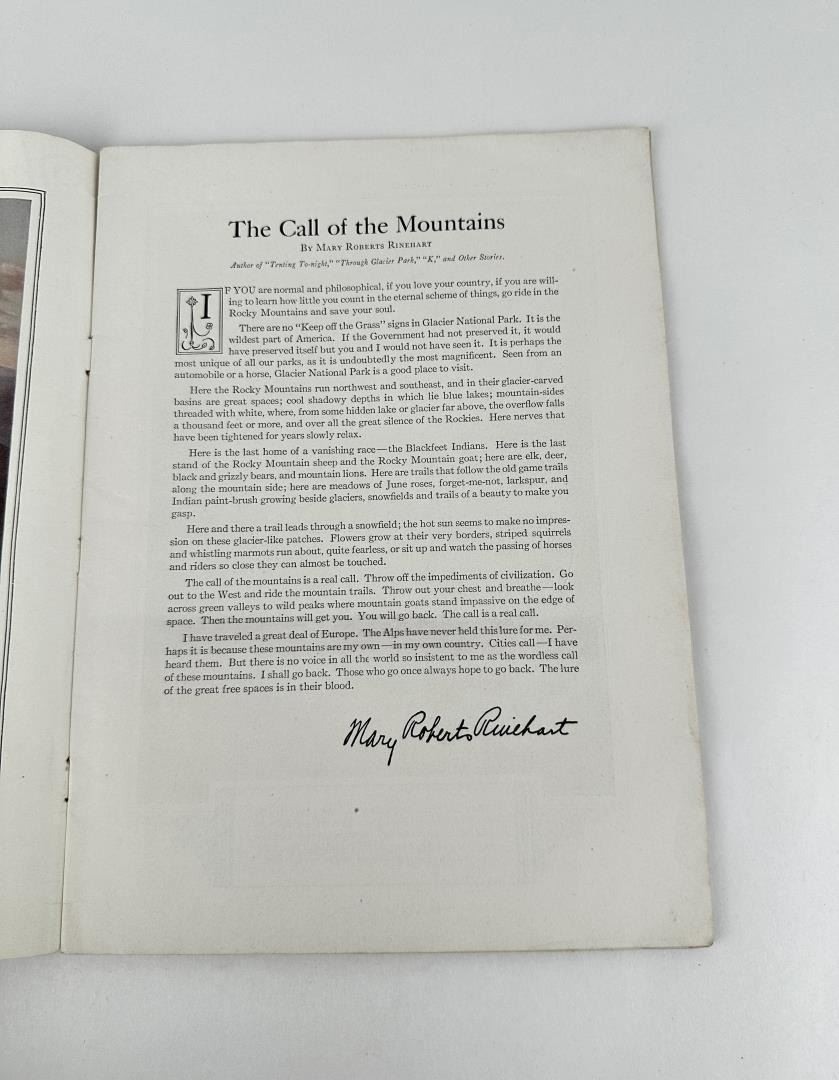 The Call of the Mountains
BY MARY ROBERTS RINEHART
Author of "Tenting To-night," "Through Glacier Park," "K," and Other Stories.
IF YOU are normal and philosophical, if you love your country, if you are will-
ing to learn how little you count in the eternal scheme of things, go ride in the
Rocky Mountains and save your soul.
There are no "Keep off the Grass" signs in Glacier National Park. It is the
wildest part of America. If the Government had not preserved it, it would
have preserved itself but you and I would not have seen it. It is perhaps the
most unique of all our parks, as it is undoubtedly the most magnificent. Seen from an
automobile or a horse, Glacier National Park is a good place to visit.
Here the Rocky Mountains run northwest and southeast, and in their glacier-carved
basins are great spaces; cool shadowy depths in which lie blue lakes; mountain-sides
threaded with white, where, from some hidden lake or glacier far above, the overflow falls
a thousand feet or more, and over all the great silence of the Rockies. Here nerves that
have been tightened for years slowly relax.
Here is the last home of a vanishing race—the Blackfeet Indians. Here is the last
stand of the Rocky Mountain sheep and the Rocky Mountain goat; here are elk, deer,
black and grizzly bears, and mountain lions. Here are trails that follow the old game trails
along the mountain side; here are meadows of June roses, forget-me-not, larkspur, and
Indian paint-brush growing beside glaciers, snowfields and trails of a beauty to make you
gasp.
Here and there a trail leads through a snowfield; the hot sun seems to make no impres-
sion on these glacier-like patches. Flowers grow at their very borders, striped squirrels
and whistling marmots run about, quite fearless, or sit up and watch the passing of horses
and riders so close they can almost be touched.
The call of the mountains is a real call. Throw off the impediments of civilization. Go
out to the West and ride the mountain trails. Throw out your chest and breathe—look
across green valleys to wild peaks where mountain goats stand impassive on the edge of
space. Then the mountains will get you. You will go back. The call is a real call.
I have traveled a great deal of Europe. The Alps have never held this lure for me. Per-
haps it is because these mountains are my own—in my own country. Cities call—I have
heard them. But there is no voice in all the world so insistent to me as the wordless call
of these mountains. I shall go back. Those who go once always hope to go back. The lure
of the great free spaces is in their blood.
Mary Roberts Rinehart